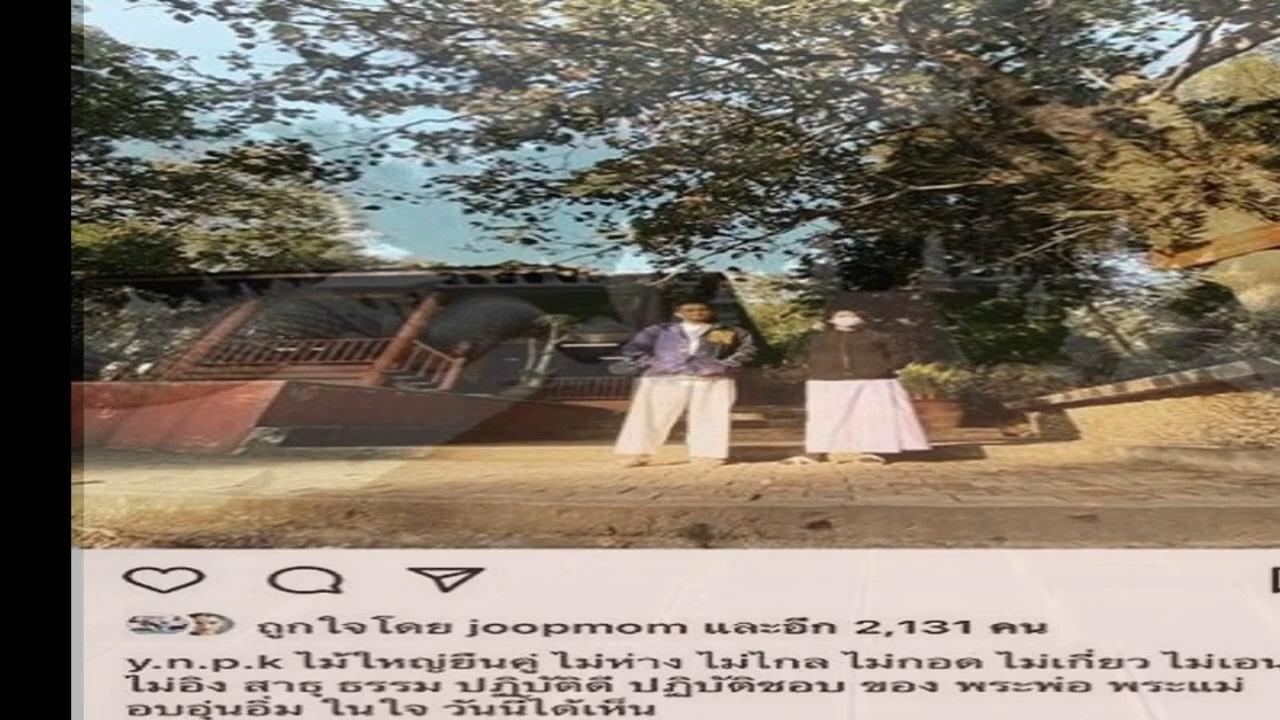 ถูกใจโดย joopmom และอีก 2,131 คน
y.n.p.k ไม้ใหญ่ยืนคู่ ไม่ห่าง ไม่ไกล ไม่กอด ไม่เกี่ยว ไม่เอน
ไม่อิง สาธุ ธรรม ปฏิบัติดี ปฏิบัติชอบ ของ พระพ่อ พระแม่
อบอุ่นอิ่ม ในใจ วันนี้ได้เห็น